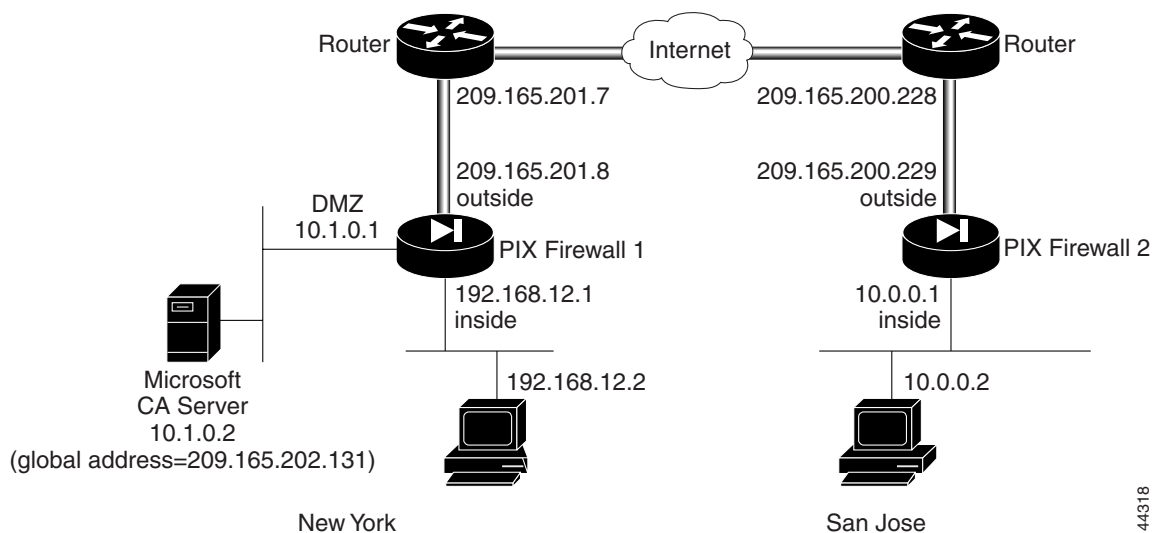 Router
Internet
Router
209.165.201.7
209.165.200.228
209.165.201.8
outside
209.165.200.229
outside
DMZ
10.1.0.1
PIX Firewall 1
PIX Firewall 2
192.168.12.1
inside
10.0.0.1
inside
192.168.12.2
10.0.0.2
Microsoft
CA Server
10.1.0.2
(global address=209.165.202.131)
New York
San Jose
44318